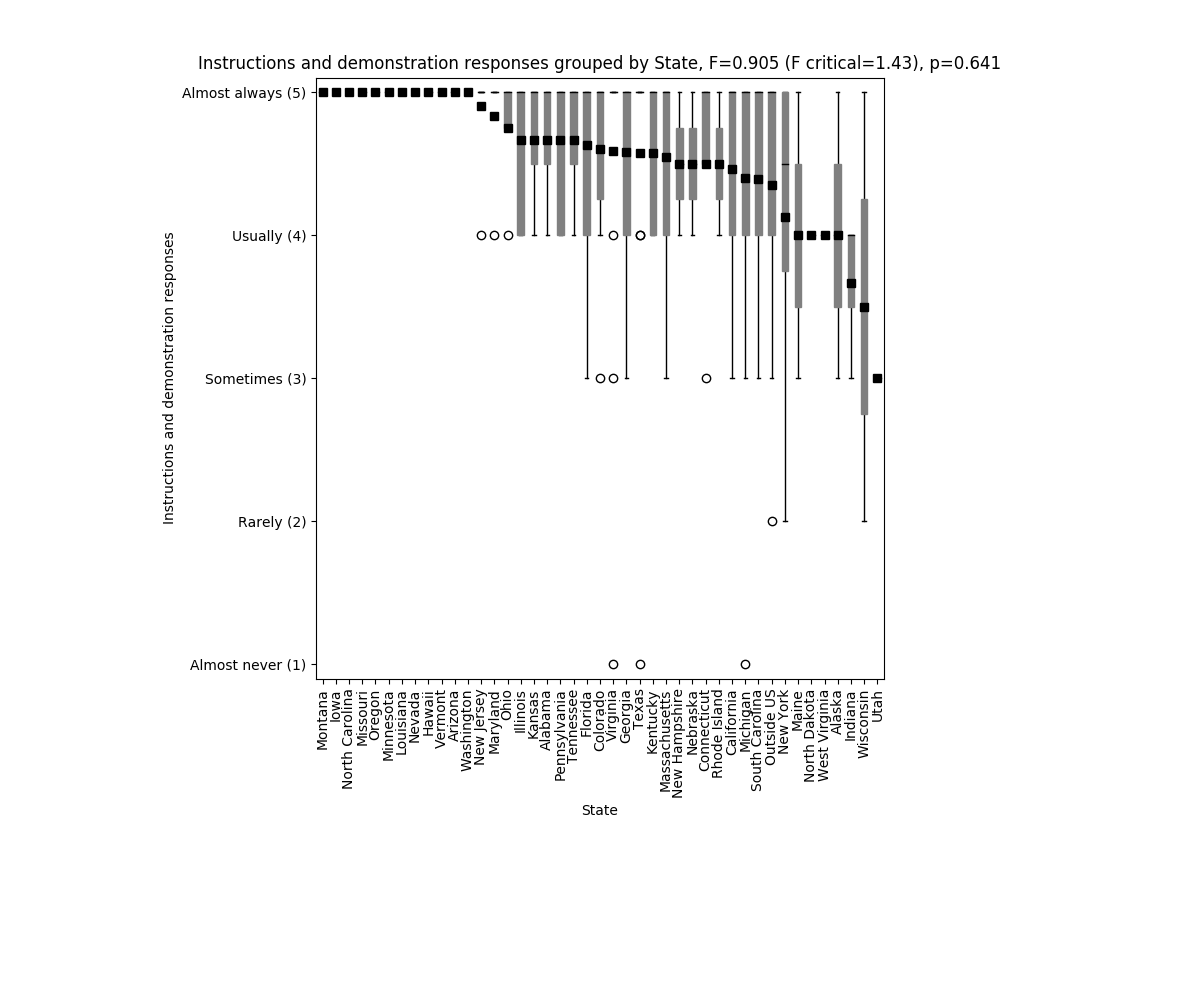 Instructions and demonstration responses grouped by State, F=0.905 (F critical=1.43), p=0.641
Almost always (5)
Usually (4)
Sometimes (3)
Rarely (2)
Almost never (1)
Instructions and demonstration responses
Montana
Iowa
North Carolina
Missouri
Oregon
Minnesota
Louisiana
Nevada
Hawaii
Vermont
Arizona
Washington
New Jersey
Maryland
Ohio
Illinois
Kansas
Alabama
Pennsylvania
Tennessee
Florida
Colorado
Virginia
Georgia
Texas
Kentucky
Massachusetts
New Hampshire
Nebraska
Connecticut
Rhode Island
California
Michigan
South Carolina
Outside US
New York
Maine
North Dakota
West Virginia
Alaska
Indiana
Wisconsin
Utah
State